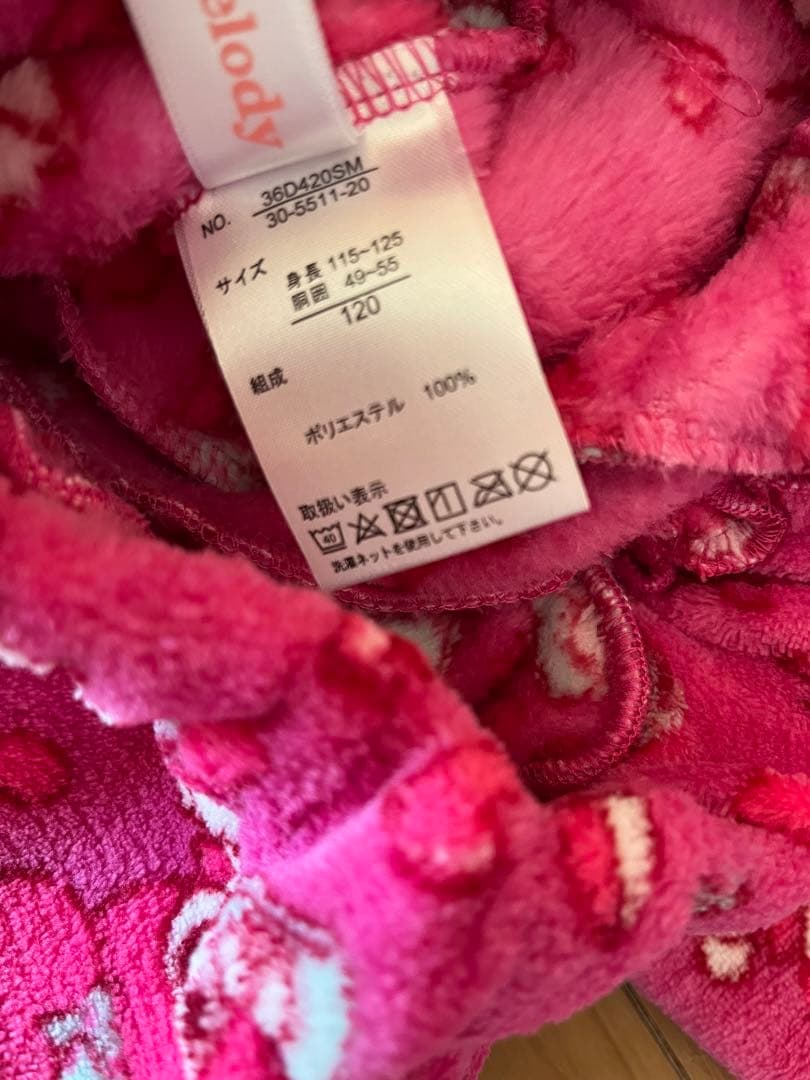 elody
NO. 36D420SM
30-5511-20
サイズ 身長 115~125
胴囲 49~55
120
組成
ポリエステル 100%
取扱い表示
40
洗濯ネットを使用して下さい。